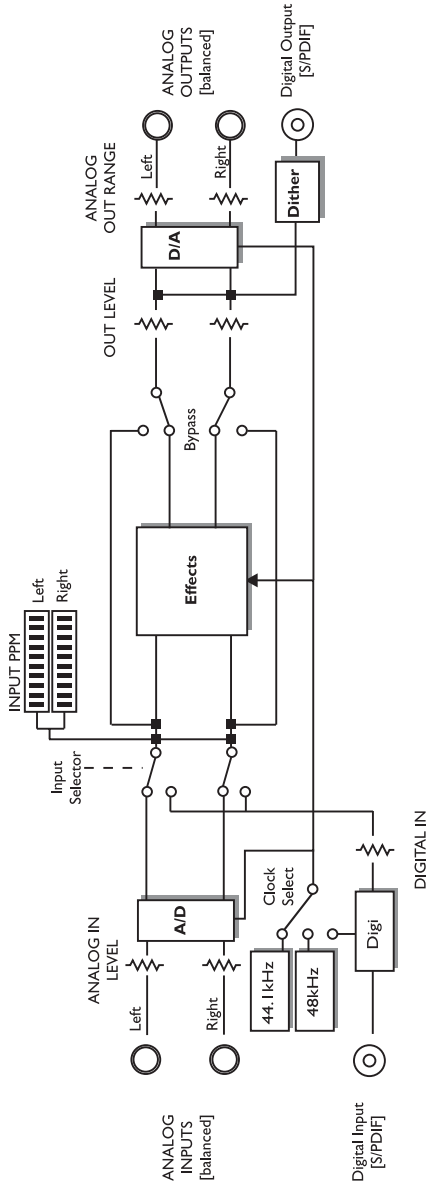 ANALOG
INPUTS
[balanced]
Digital Input
[S/PDIF]
Left
Right
ANALOG IN
LEVEL
A/D
44.1kHz
48kHz
Digi
Clock
Select
DIGITAL IN
Input
Selector
INPUT PPM
Left
Right
Effects
Bypass
OUT LEVEL
D/A
ANALOG
OUT RANGE
Left
Right
Dither
ANALOG
OUTPUTS
[balanced]
Digital Output
[S/PDIF]